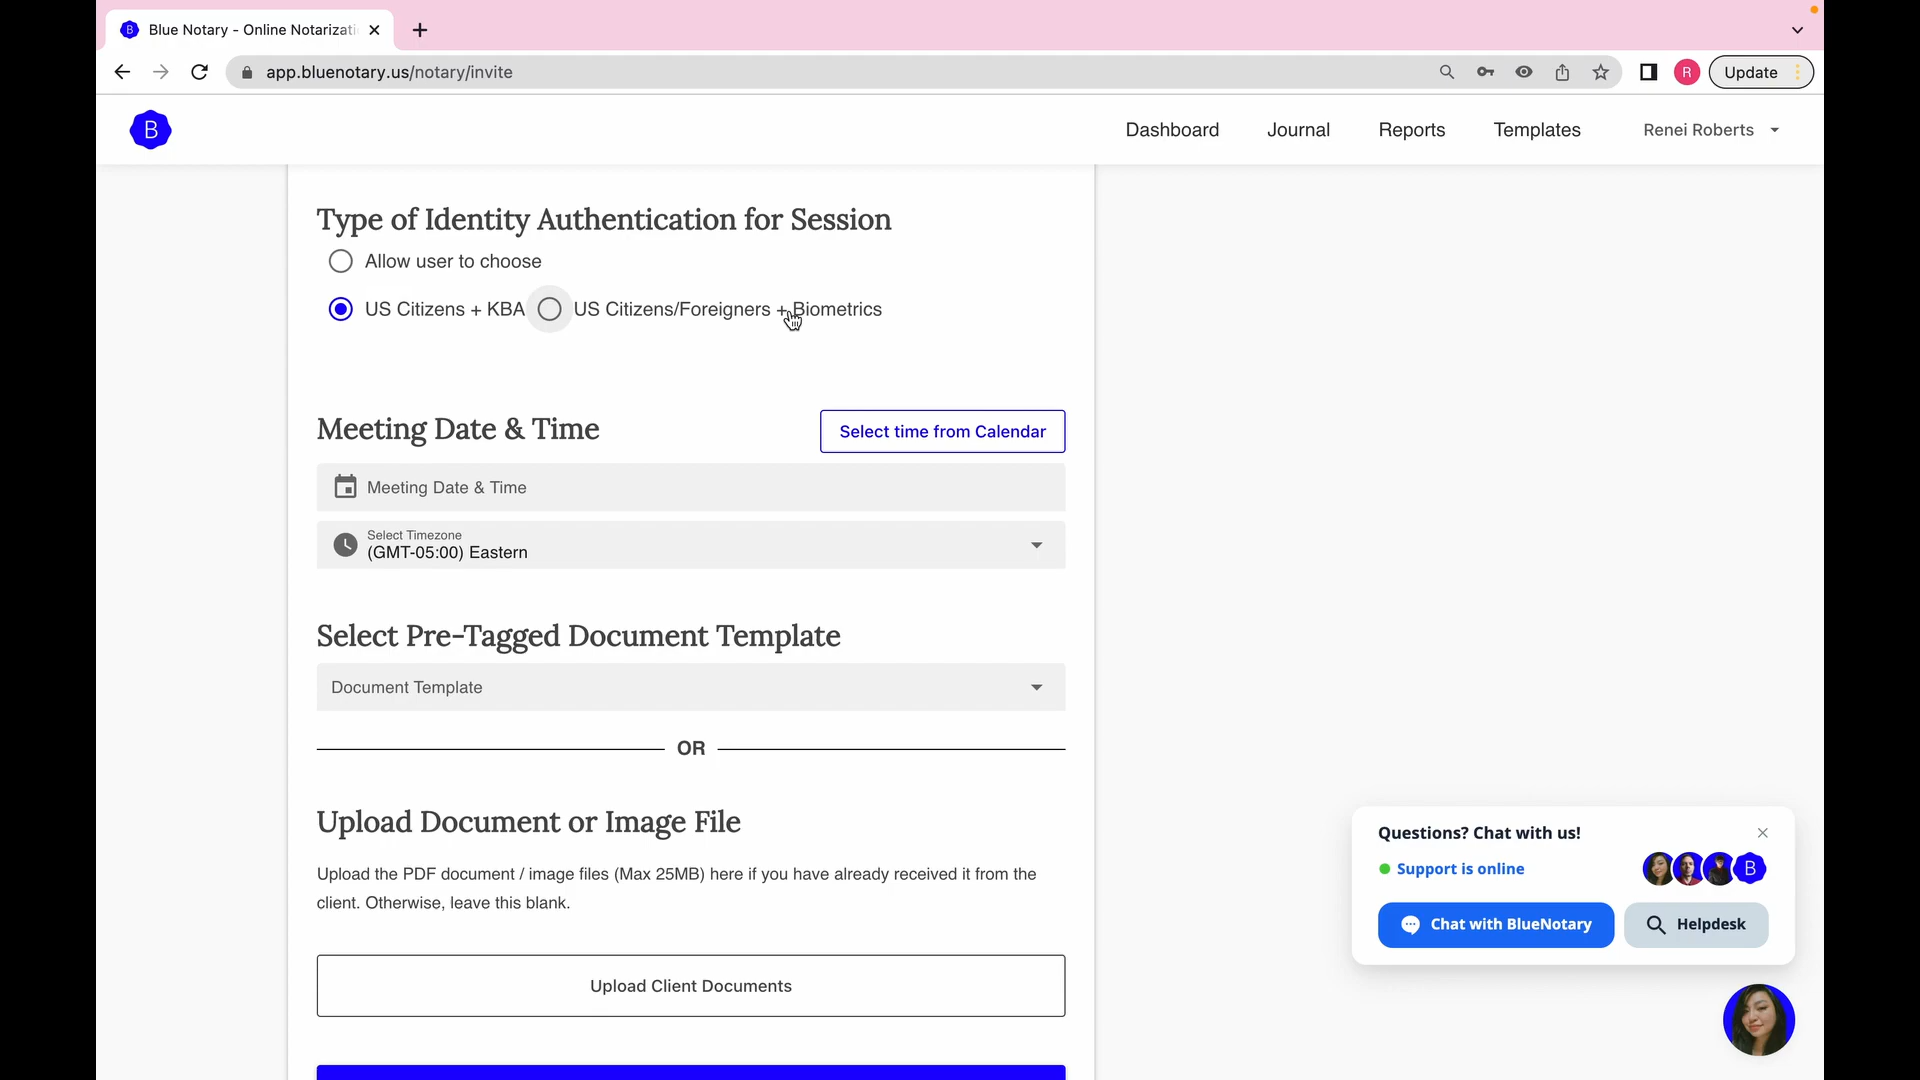 Blue Notary - Online Notarizati
app.bluenotary.us/notary/invite
R
Update
B
Dashboard
Journal
Reports
Templates
Renei Roberts
Type of Identity Authentication for Session
Allow user to choose
US Citizens + KBA
US Citizens/Foreigners + Biometrics
Meeting Date & Time
Select time from Calendar
Meeting Date & Time
Select Timezone
(GMT-05:00) Eastern
Select Pre-Tagged Document Template
Document Template
OR
Upload Document or Image File
Upload the PDF document / image files (Max 25MB) here if you have already received it from the
client. Otherwise, leave this blank.
Upload Client Documents
Questions? Chat with us!
Support is online
B
Chat with BlueNotary
Helpdesk